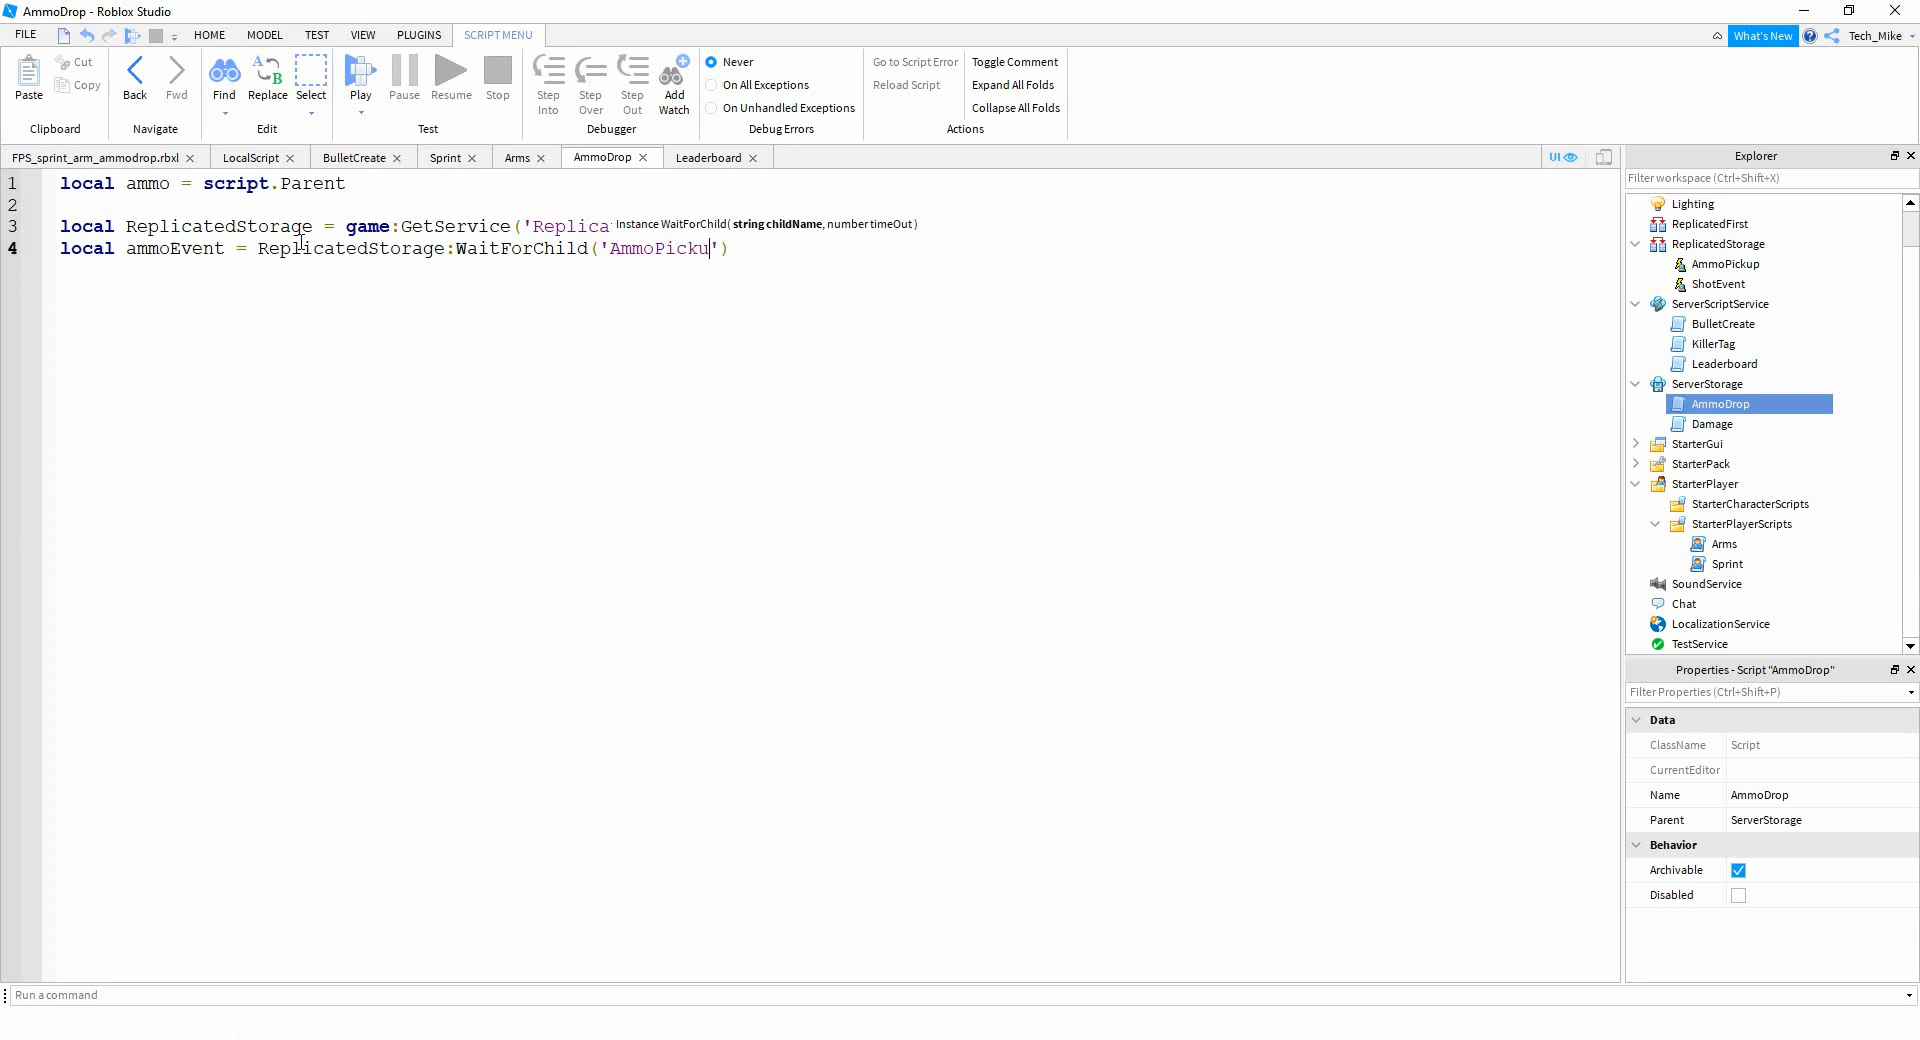 AmmoDrop - Roblox Studio
FILE HOME MODEL TEST VIEW PLUGINS SCRIPT MENU What's New Tech_Mike
Paste Cut Copy Clipboard
Back Fwd Navigate
Find Replace Select Edit
Play Pause Resume Stop Test
Step Into Step Over Step Out Add Watch Debugger
Never
On All Exceptions
On Unhandled Exceptions
Debug Errors
Go to Script Error
Reload Script
Toggle Comment
Expand All Folds
Collapse All Folds
Actions
FPS_sprint_arm_ammodrop.rbxl LocalScript BulletCreate Sprint Arms AmmoDrop Leaderboard UI
1 local ammo = script.Parent
2
3 local ReplicatedStorage = game:GetService('Replica
Instance WaitForChild( string childName, number timeOut )
4 local ammoEvent = ReplicatedStorage:WaitForChild('AmmoPicku')
Explorer
Filter workspace (Ctrl+Shift+X)
Lighting
ReplicatedFirst
ReplicatedStorage
AmmoPickup
ShotEvent
ServerScriptService
BulletCreate
KillerTag
Leaderboard
ServerStorage
AmmoDrop
Damage
StarterGui
StarterPack
StarterPlayer
StarterCharacterScripts
StarterPlayerScripts
Arms
Sprint
SoundService
Chat
LocalizationService
TestService
Properties - Script "AmmoDrop"
Filter Properties (Ctrl+Shift+P)
Data
ClassName Script
CurrentEditor
Name AmmoDrop
Parent ServerStorage
Behavior
Archivable
Disabled
Run a command